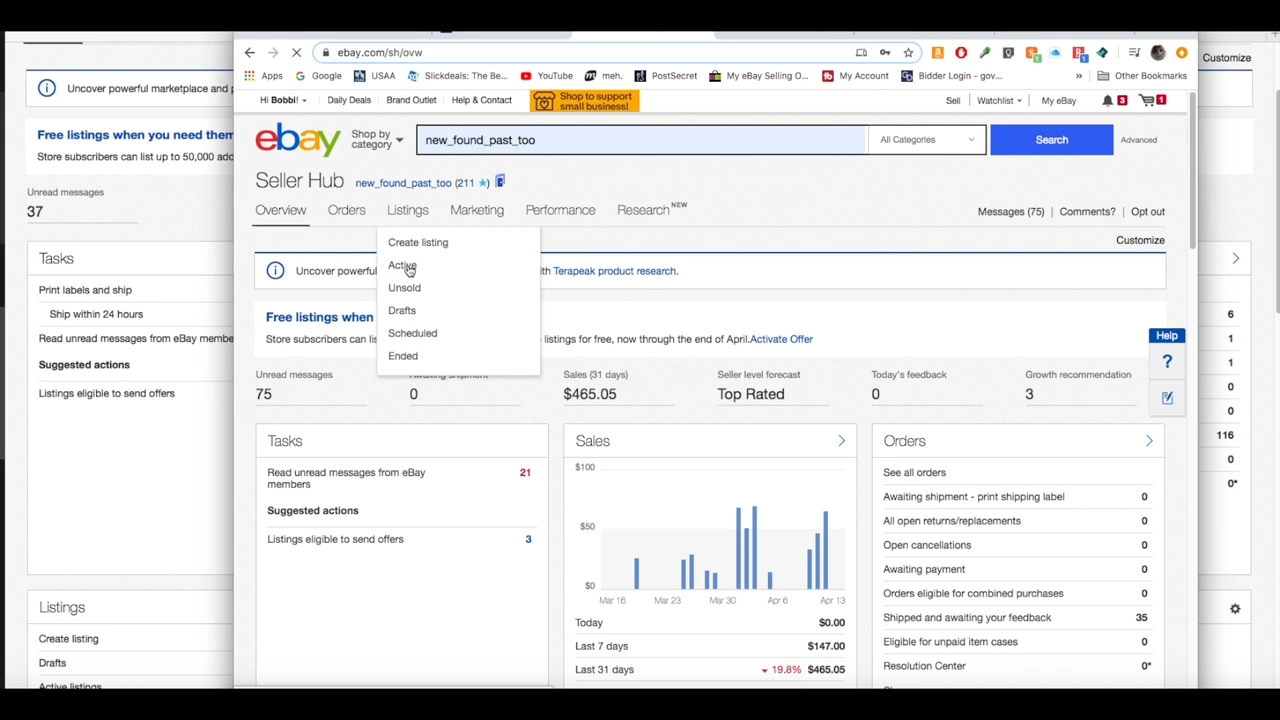 ebay.com/sh/ovw
Apps Google USAA Slickdeals: The Be... YouTube meh. PostSecret My eBay Selling O... My Account Bidder Login - gov... » Other Bookmarks
Hi Bobbi! Daily Deals Brand Outlet Help & Contact Shop to support small business! Sell Watchlist My eBay 3 1
ebay Shop by category new_found_past_too All Categories Search Advanced
Seller Hub new_found_past_too (211 ★)
Overview Orders Listings Marketing Performance Research NEW Messages (75) Comments? Opt out
Customize
Create listing
Active
Unsold
Drafts
Scheduled
Ended
Uncover powerful
with Terapeak product research.
Free listings when
Store subscribers can lis
listings for free, now through the end of April.Activate Offer
Help
?
Unread messages
75
Awaiting shipment
0
Sales (31 days)
$465.05
Seller level forecast
Top Rated
Today's feedback
0
Growth recommendation
3
Tasks
Read unread messages from eBay members 21
Suggested actions
Listings eligible to send offers 3
Sales
$100
$50
$0
Mar 16 Mar 23 Mar 30 Apr 6 Apr 13
Today $0.00
Last 7 days $147.00
Last 31 days 19.8% $465.05
Orders
See all orders
Awaiting shipment - print shipping label 0
All open returns/replacements 0
Open cancellations 0
Awaiting payment 0
Orders eligible for combined purchases 0
Shipped and awaiting your feedback 35
Eligible for unpaid item cases 0
Resolution Center 0*
Uncover powerful marketplace and p
Free listings when you need them
Store subscribers can list up to 50,000 add
Unread messages
37
Tasks
Print labels and ship
Ship within 24 hours
Read unread messages from eBay membe
Suggested actions
Listings eligible to send offers
Listings
Create listing
Drafts
Active listings
Customize
6
1
1
0
0
116
0
0*